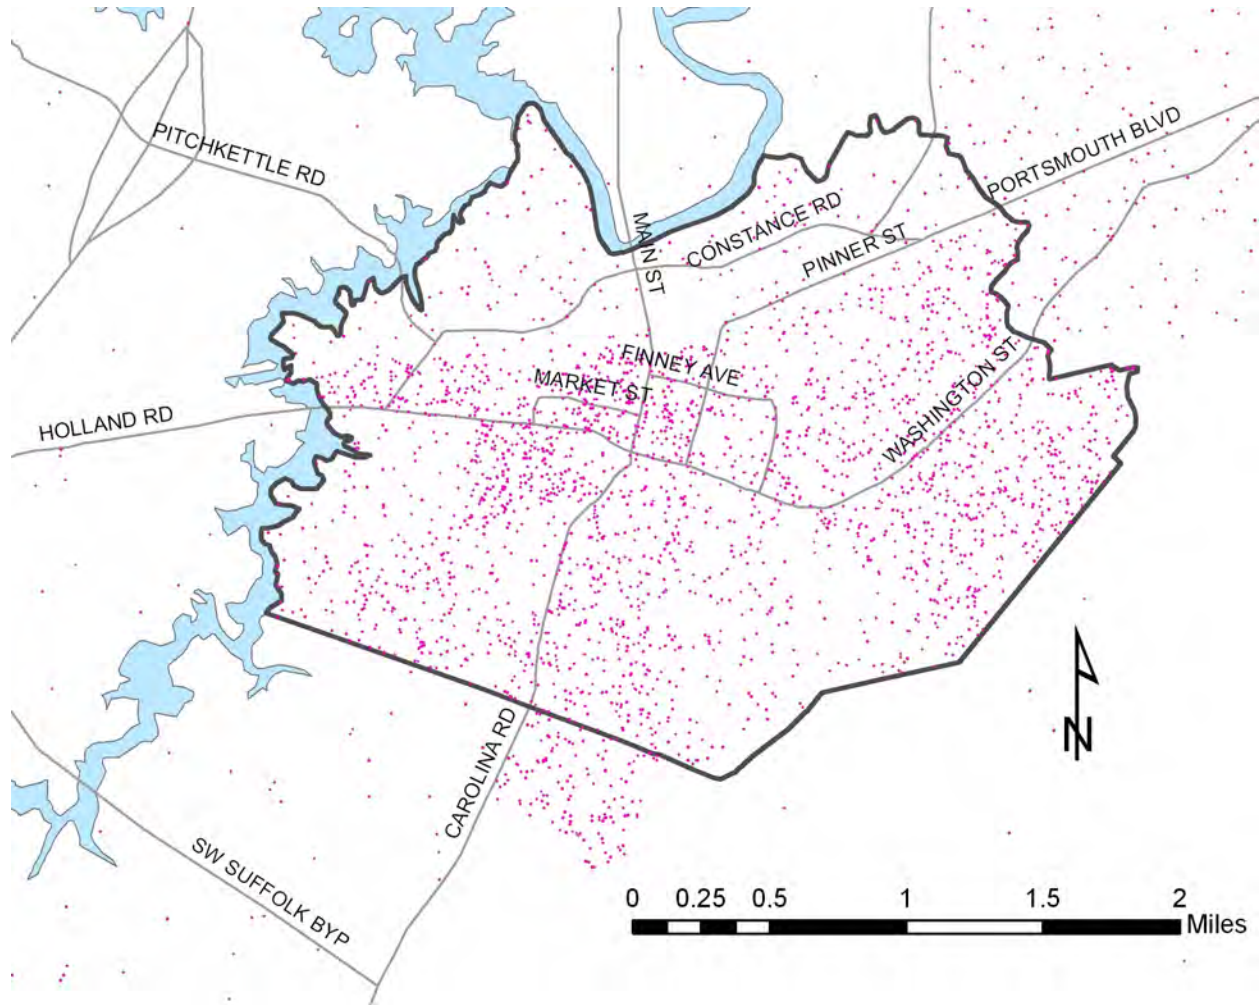 PORTSMOUTH BLVD
PITCHKETTLE RD
CONSTANCE RD
MAIN ST
PINNER ST
FINNEY AVE
MARKET ST
WASHINGTON ST
HOLLAND RD
N
CAROLINA RD
SW SUFFOLK BYP
0 0.25 0.5 1 1.5 2
Miles